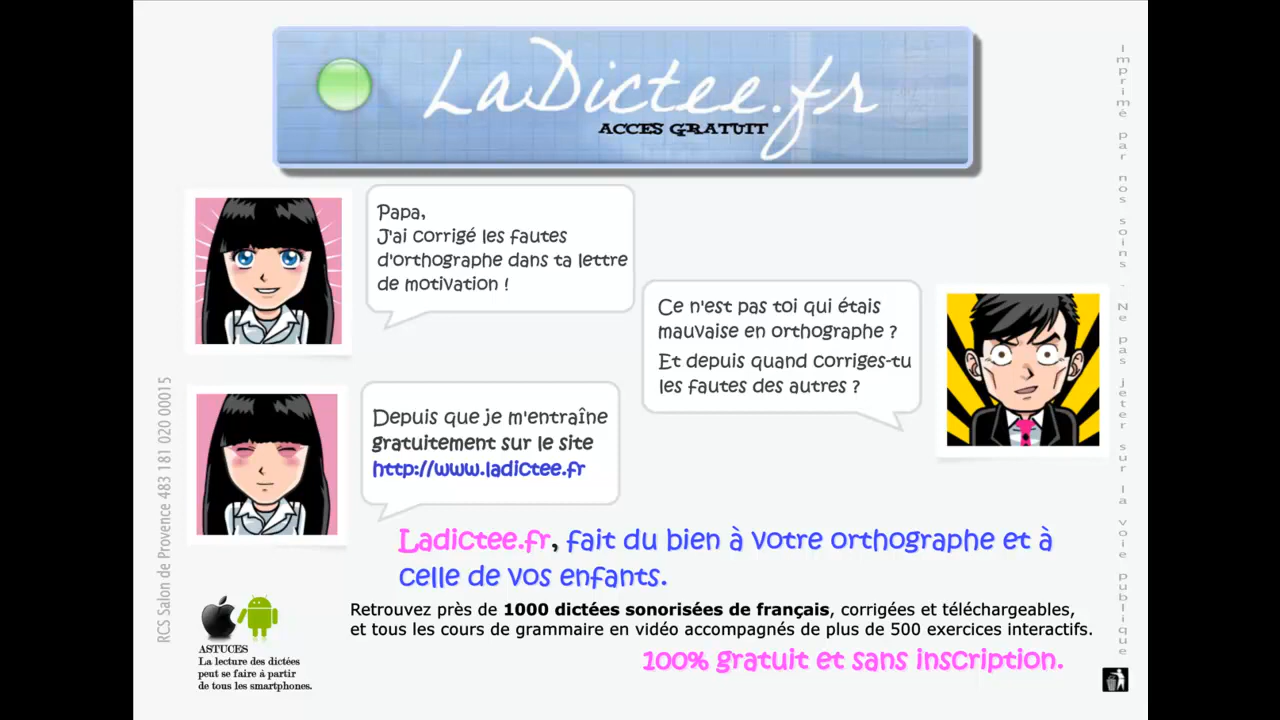 LaDictee.fr
ACCES GRATUIT
Papa,
J'ai corrigé les fautes
d'orthographe dans ta lettre
de motivation !
Ce n'est pas toi qui étais
mauvaise en orthographe ?
Et depuis quand corriges-tu
les fautes des autres ?
Depuis que je m'entraîne
gratuitement sur le site
http://www.ladictee.fr
Ladictee.fr, fait du bien à votre orthographe et à
celle de vos enfants.
Retrouvez près de 1000 dictées sonorisées de français, corrigées et téléchargeables,
et tous les cours de grammaire en vidéo accompagnés de plus de 500 exercices interactifs.
100% gratuit et sans inscription.
ASTUCES
La lecture des dictées
peut se faire à partir
de tous les smartphones.
RCS Salon de Provence 483 181 020 00015
Imprimé par nos soins - Ne pas jeter sur la voie publique